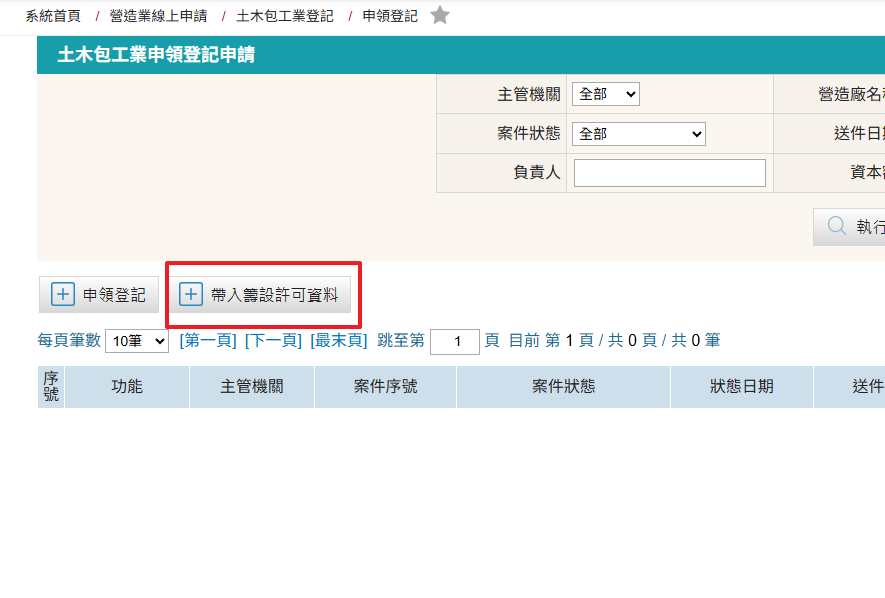 系統首頁 / 營造業線上申請 / 土木包工業登記 / 申領登記
土木包工業申領登記申請
主管機關 全部 營造廠名
案件狀態 全部 送件日
負責人 資本
執行
申領登記 帶入籌設許可資料
每頁筆數 10筆 [第一頁] [下一頁] [最末頁] 跳至第 1 頁 目前 第 1 頁 / 共 0 頁 / 共 0 筆
序號 功能 主管機關 案件序號 案件狀態 狀態日期 送件